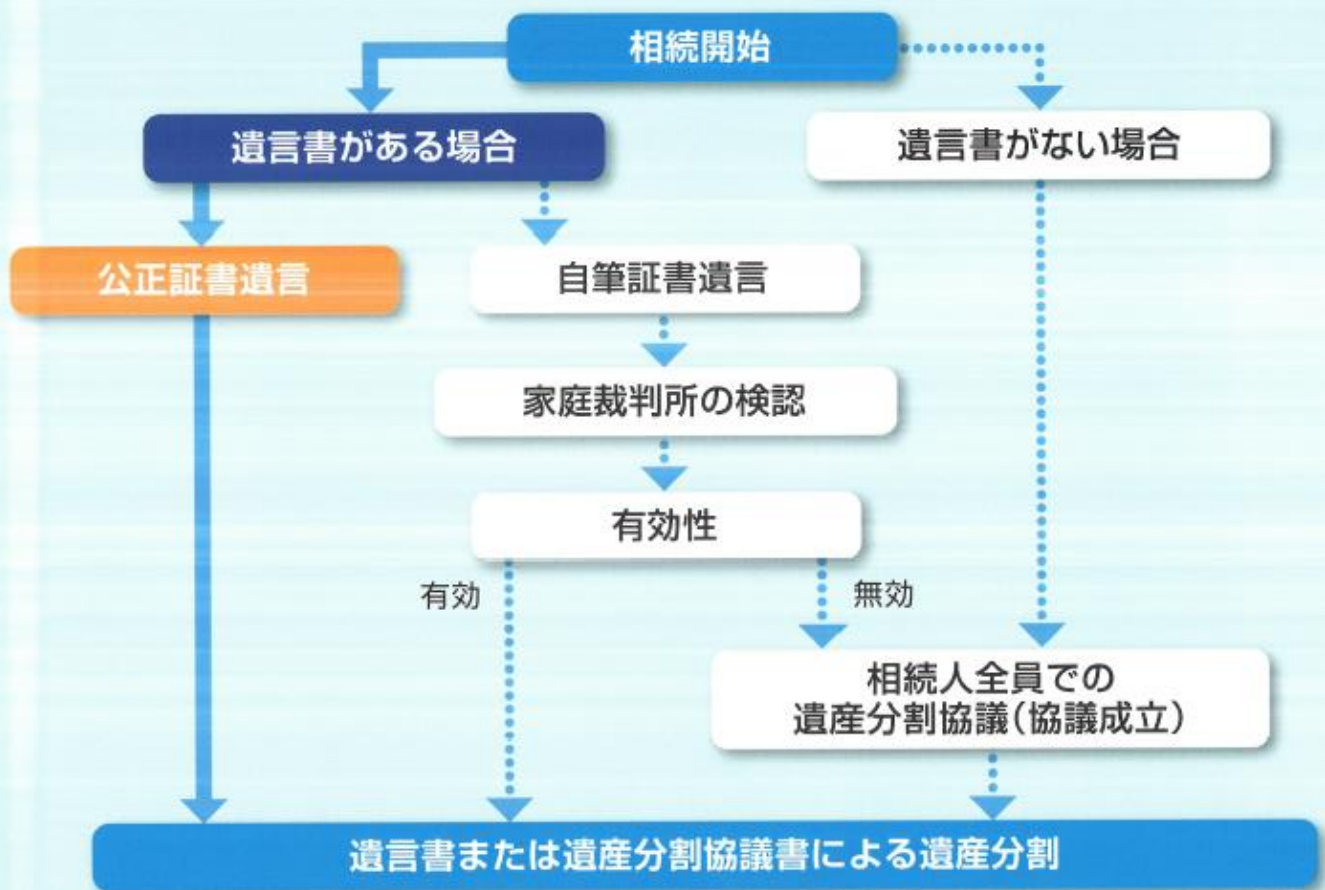 相続開始
遺言書がある場合
遺言書がない場合
公正証書遺言
自筆証書遺言
家庭裁判所の検認
有効性
有効
無効
相続人全員での
遺産分割協議(協議成立)
遺言書または遺産分割協議書による遺産分割